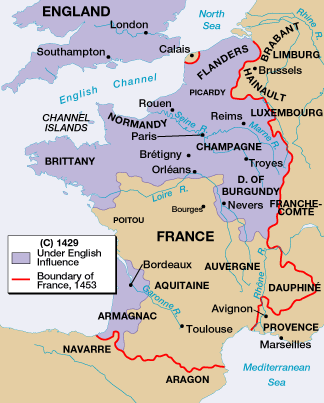 ENGLAND
London
North
Sea
Southampton
Calais
FLANDERS
BRABANT
Rhine R.
LIMBURG
Brussels
HAINAULT
English Channel
PICARDY
CHANNEL
ISLANDS
Rouen
NORMANDY
Seine R.
Reims
LUXEMBOURG
Paris
Marne R.
CHAMPAGNE
BRITTANY
Brétigny
Troyes
Orléans
D. OF
BURGUNDY
Loire R.
Nevers
FRANCHE-
COMTE
Bourges
POITOU
FRANCE
(C) 1429
Under English
Influence
Boundary of
France, 1453
Bordeaux
AUVERGNE
AQUITAINE
Garonne R.
Rhône R.
DAUPHINÉ
ARMAGNAC
Avignon
Toulouse
PROVENCE
Marseilles
NAVARRE
ARAGON
Mediterranean
Sea